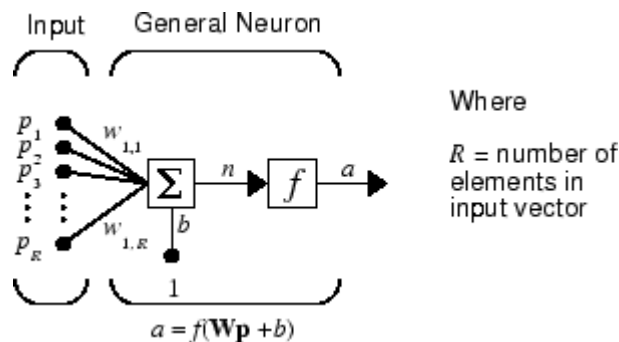 Input General Neuron
p1
p2
p3
pR
w1,1
w1,R
Σ
n
f
a
b
1
a = f(Wp + b)
Where
R = number of
elements in
input vector